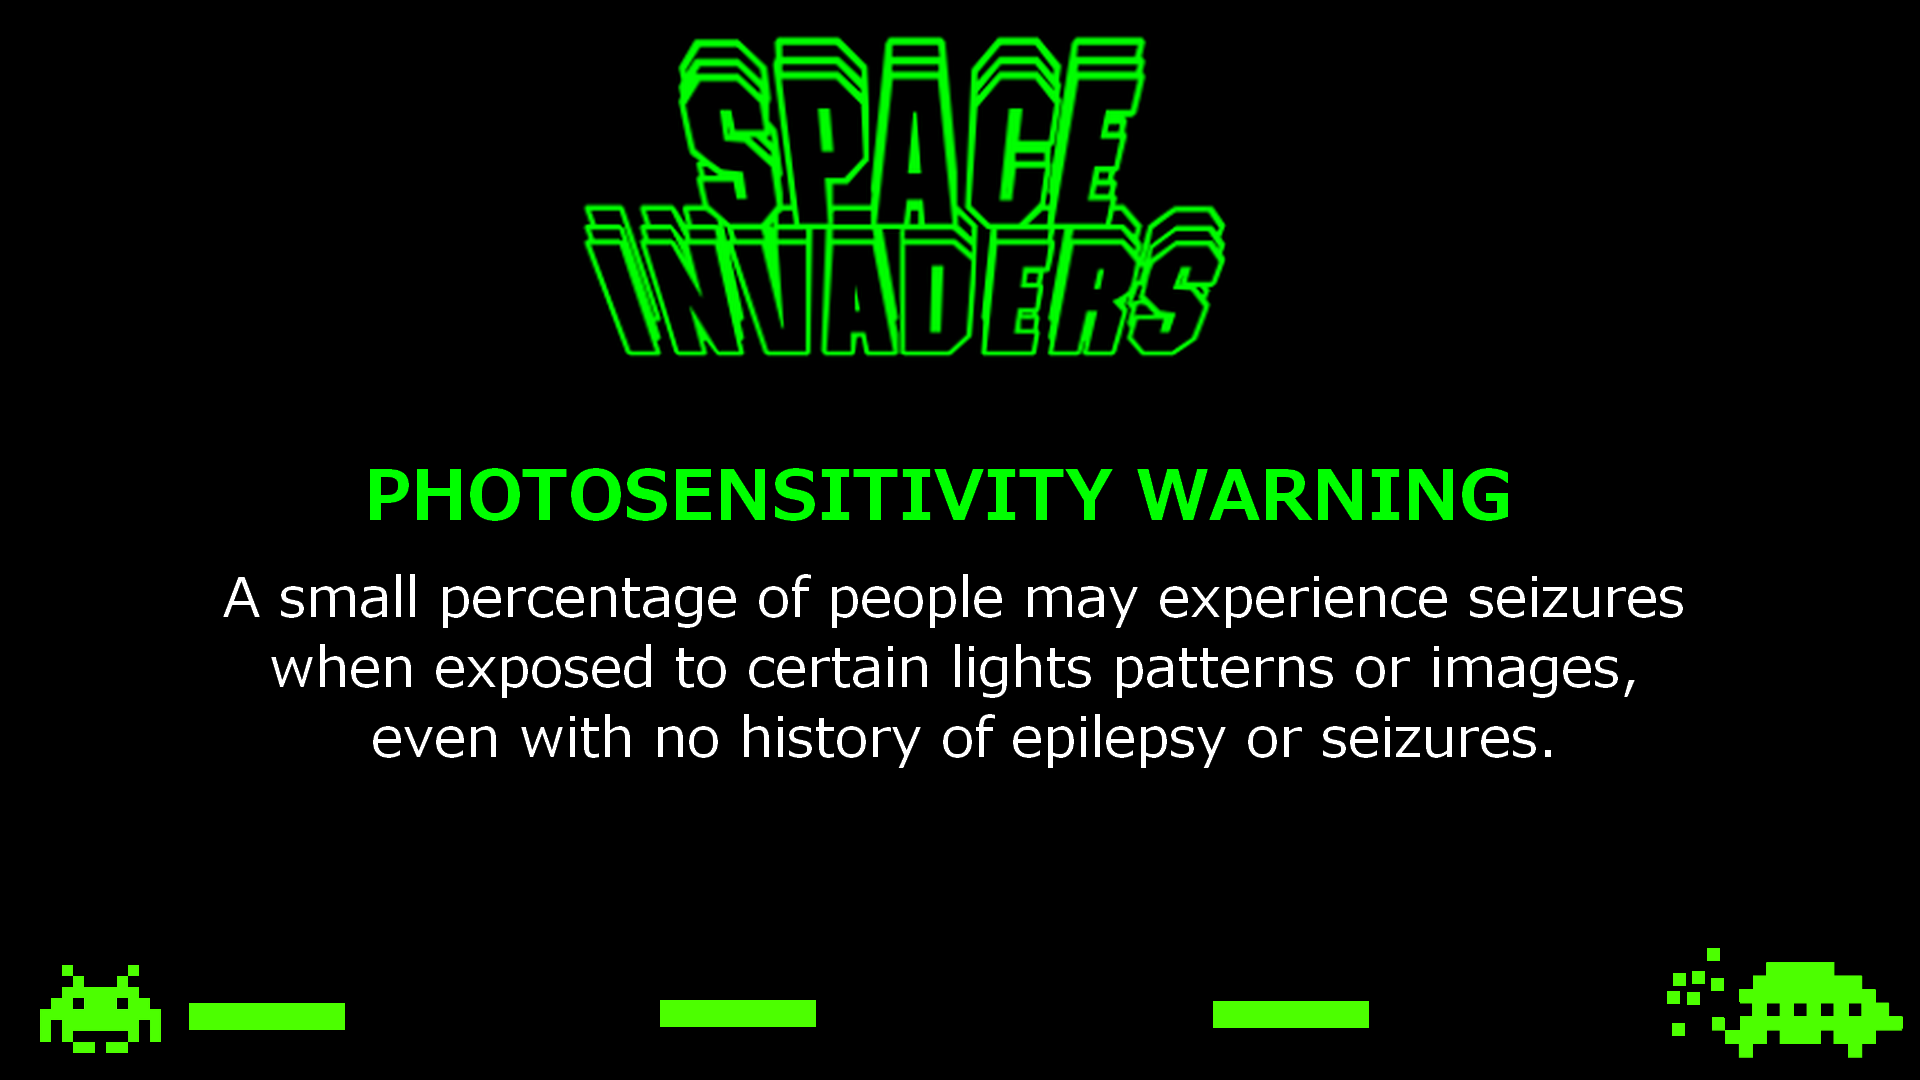 SPACE
INVADERS
PHOTOSENSITIVITY WARNING
A small percentage of people may experience seizures
when exposed to certain lights patterns or images,
even with no history of epilepsy or seizures.